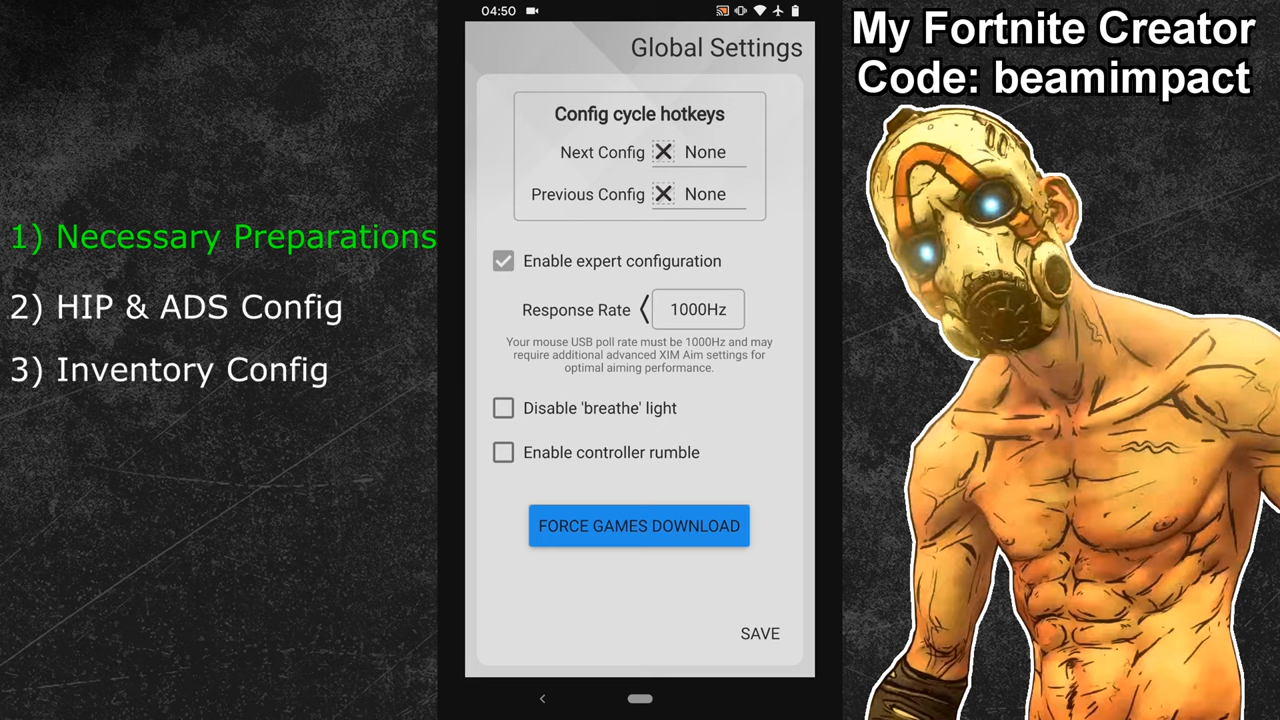 1) Necessary Preparations
2) HIP & ADS Config
3) Inventory Config
04:50
Global Settings
Config cycle hotkeys
Next Config None
Previous Config None
Enable expert configuration
Response Rate 1000Hz
Your mouse USB poll rate must be 1000Hz and may
require additional advanced XIM Aim settings for
optimal aiming performance.
Disable 'breathe' light
Enable controller rumble
FORCE GAMES DOWNLOAD
SAVE
My Fortnite Creator
Code: beamimpact